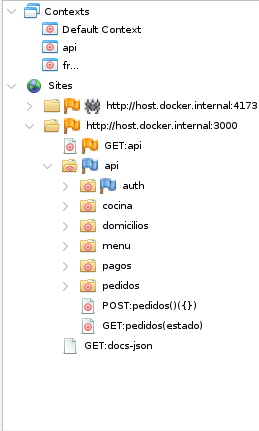 Contexts
Default Context
api
fr...
Sites
http://host.docker.internal:4173
http://host.docker.internal:3000
GET:api
api
auth
cocina
domicilios
menu
pagos
pedidos
POST:pedidos()({})
GET:pedidos(estado)
GET:docs-json